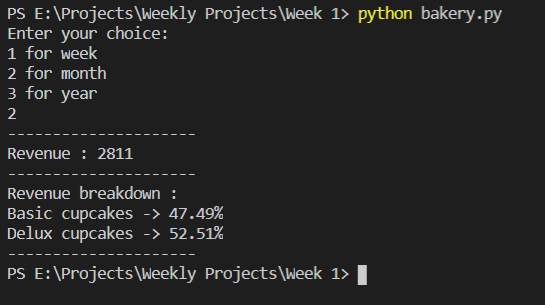 PS E:\Projects\Weekly Projects\Week 1> python bakery.py
Enter your choice:
1 for week
2 for month
3 for year
2
---------------------
Revenue : 2811
---------------------
Revenue breakdown :
Basic cupcakes -> 47.49%
Delux cupcakes -> 52.51%
---------------------
PS E:\Projects\Weekly Projects\Week 1>